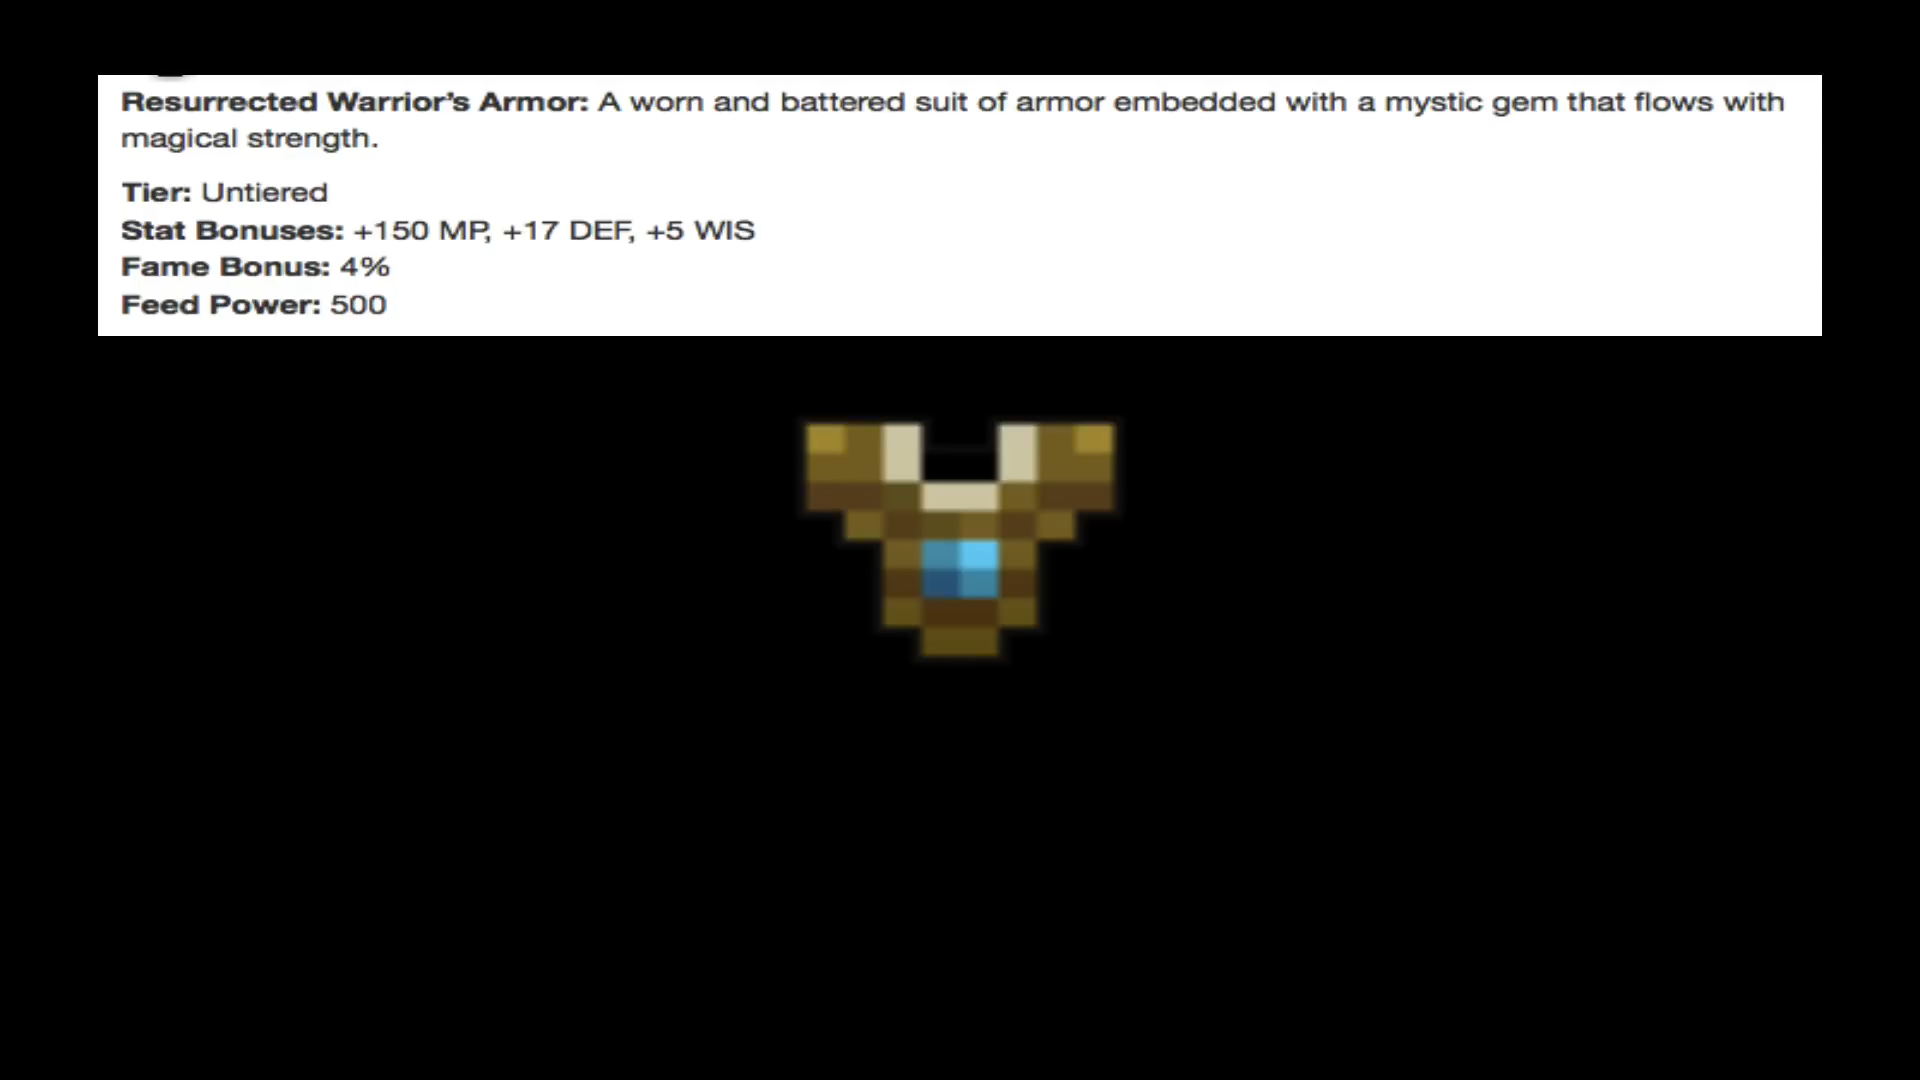 Resurrected Warrior’s Armor: A worn and battered suit of armor embedded with a mystic gem that flows with
magical strength.
Tier: Untiered
Stat Bonuses: +150 MP, +17 DEF, +5 WIS
Fame Bonus: 4%
Feed Power: 500